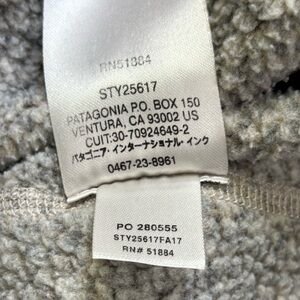 RN51884
STY25617
PATAGONIA P.O. BOX 150
VENTURA, CA 93002 US
CUIT:30-70924649-2
パタゴニア・インターナショナル・インク
0467-23-8961
PO 280555
STY25617FA17
RN# 51884